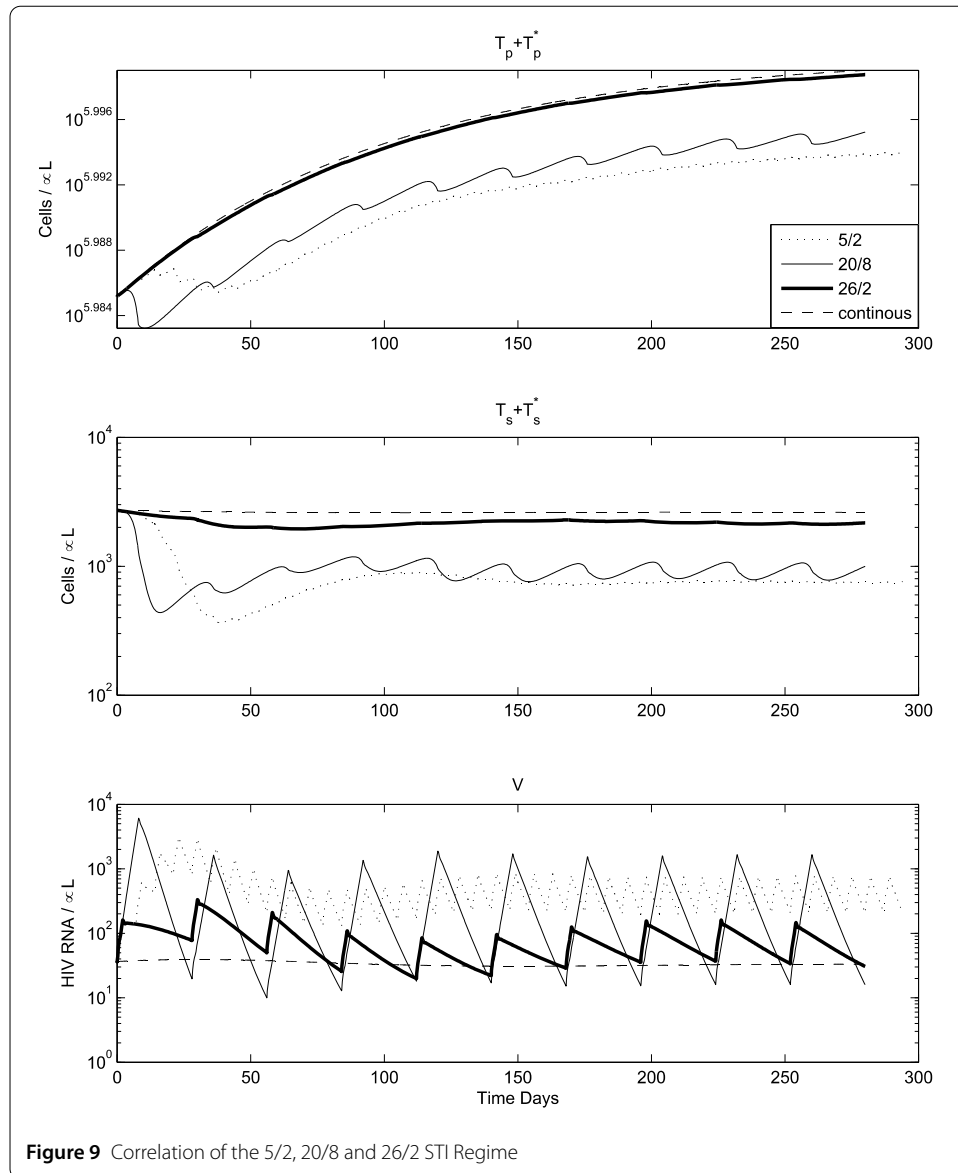 T_p+T_p^*
Cells / ∝ L
10^5.996
10^5.992
10^5.988
10^5.984
0 50 100 150 200 250 300
5/2
20/8
26/2
continous
T_s+T_s^*
Cells / ∝ L
10^4
10^3
10^2
0 50 100 150 200 250 300
V
HIV RNA / ∝ L
10^4
10^3
10^2
10^1
10^0
0 50 100 150 200 250 300
Time Days
Figure 9 Correlation of the 5/2, 20/8 and 26/2 STI Regime